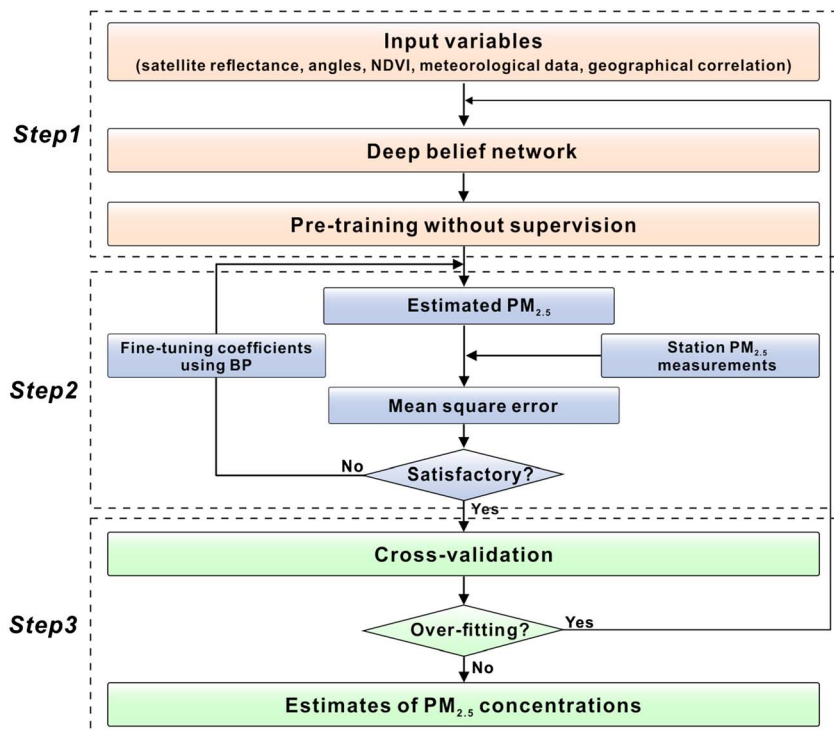 Input variables
(satellite reflectance, angles, NDVI, meteorological data, geographical correlation)
Step1
Deep belief network
Pre-training without supervision
Estimated PM₂.₅
Fine-tuning coefficients
using BP
Station PM₂.₅
measurements
Step2
Mean square error
No
Satisfactory?
Yes
Cross-validation
Step3
Over-fitting?
Yes
No
Estimates of PM₂.₅ concentrations